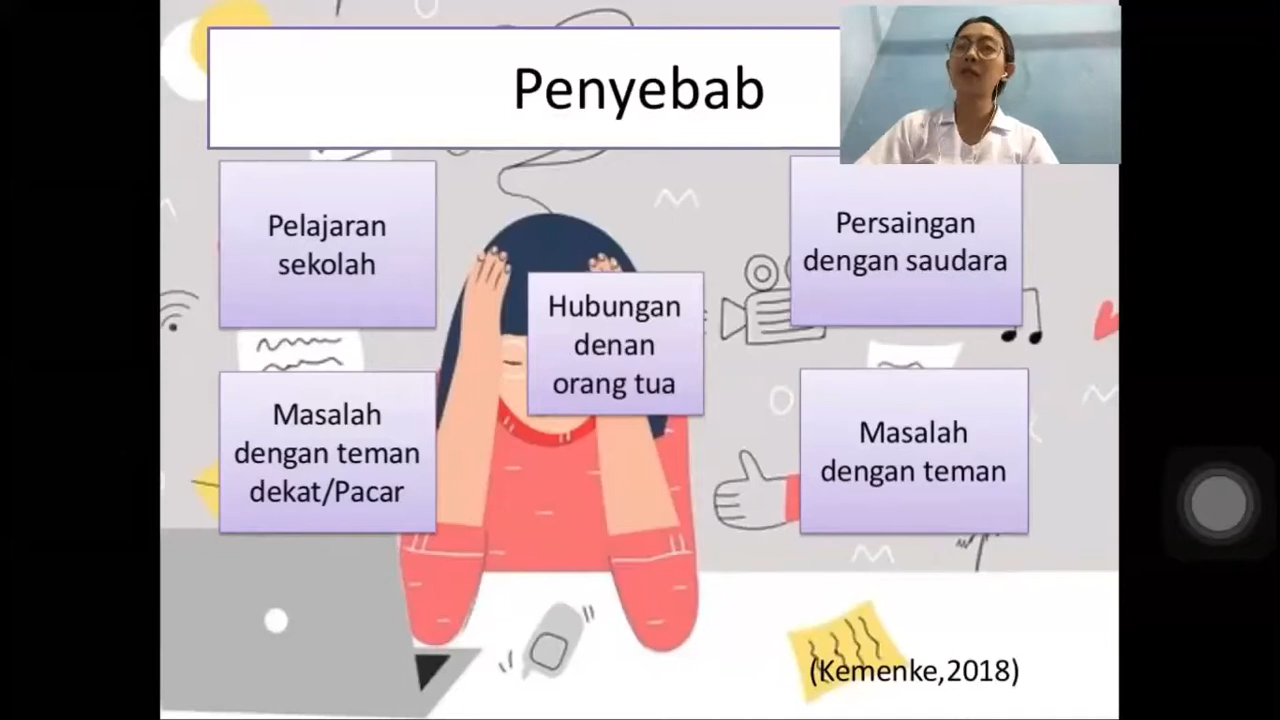 Penyebab
Pelajaran
sekolah
Persaingan
dengan saudara
Hubungan
denan
orang tua
Masalah
dengan teman
dekat/Pacar
Masalah
dengan teman
(Kemenke,2018)